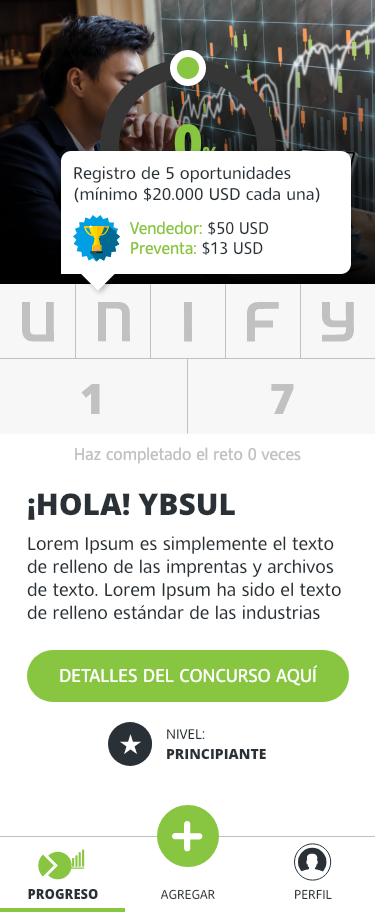 0%
Registro de 5 oportunidades
(mínimo $20.000 USD cada una)
Vendedor: $50 USD
Preventa: $13 USD
UNIFY
1 7
Haz completado el reto 0 veces
¡HOLA! YBSUL
Lorem Ipsum es simplemente el texto
de relleno de las imprentas y archivos
de texto. Lorem Ipsum ha sido el texto
de relleno estándar de las industrias
DETALLES DEL CONCURSO AQUÍ
NIVEL:
PRINCIPIANTE
PROGRESO
AGREGAR
PERFIL